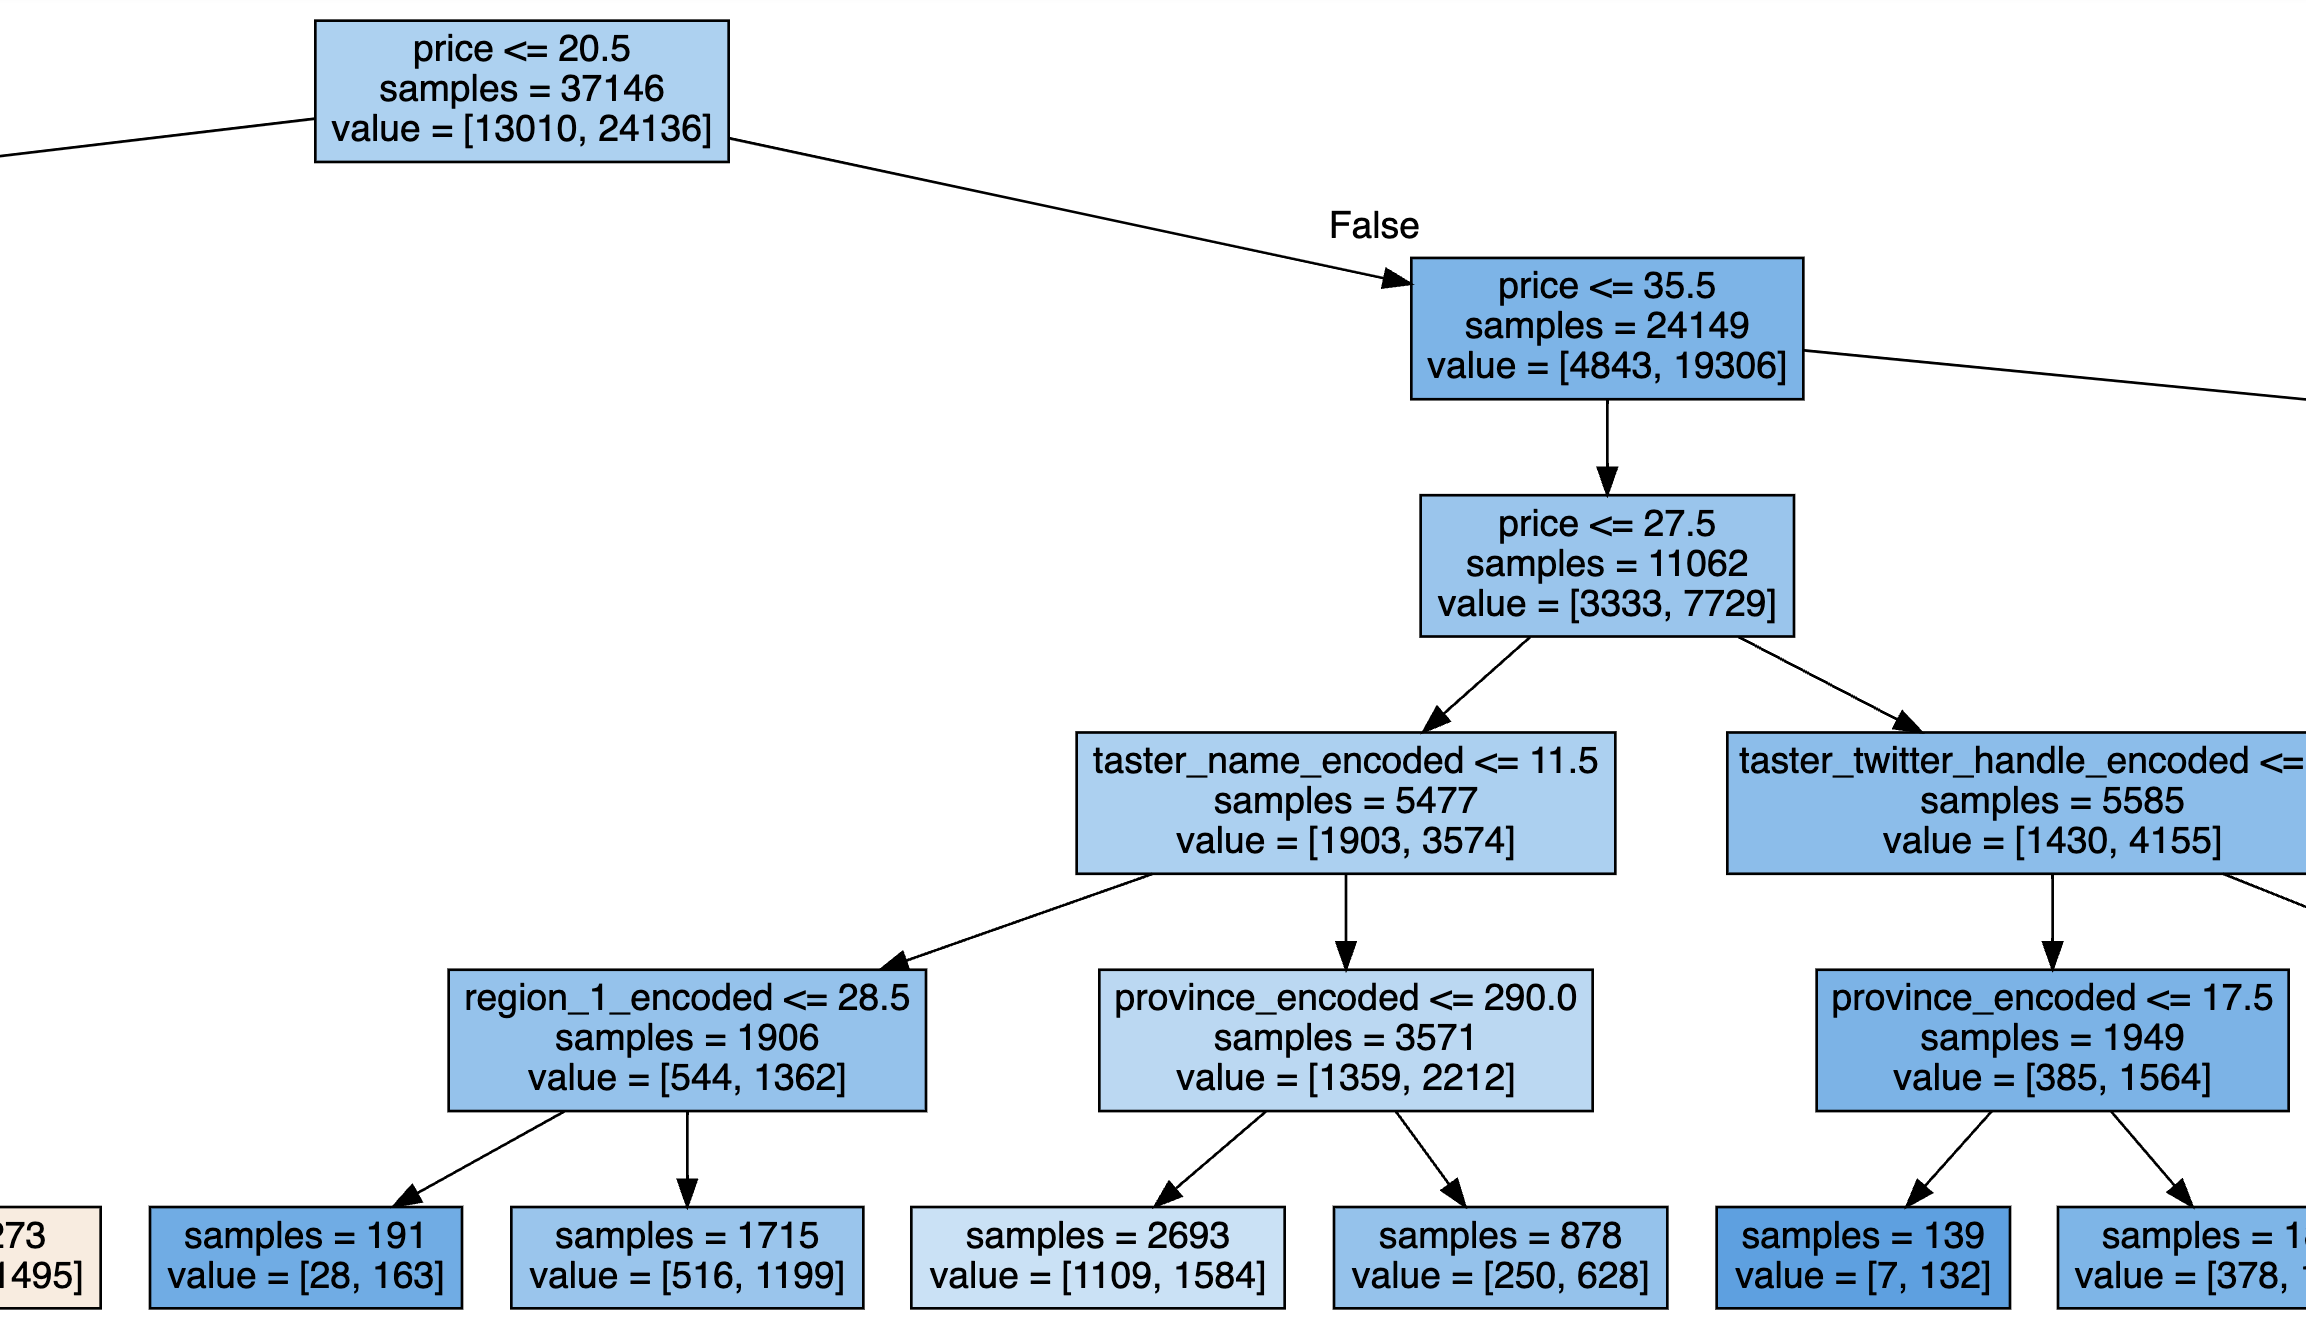 price <= 20.5
samples = 37146
value = [13010, 24136]
False
price <= 35.5
samples = 24149
value = [4843, 19306]
price <= 27.5
samples = 11062
value = [3333, 7729]
taster_name_encoded <= 11.5
samples = 5477
value = [1903, 3574]
taster_twitter_handle_encoded <=
samples = 5585
value = [1430, 4155]
region_1_encoded <= 28.5
samples = 1906
value = [544, 1362]
province_encoded <= 290.0
samples = 3571
value = [1359, 2212]
province_encoded <= 17.5
samples = 1949
value = [385, 1564]
273
1495]
samples = 191
value = [28, 163]
samples = 1715
value = [516, 1199]
samples = 2693
value = [1109, 1584]
samples = 878
value = [250, 628]
samples = 139
value = [7, 132]
samples =
value = [378,